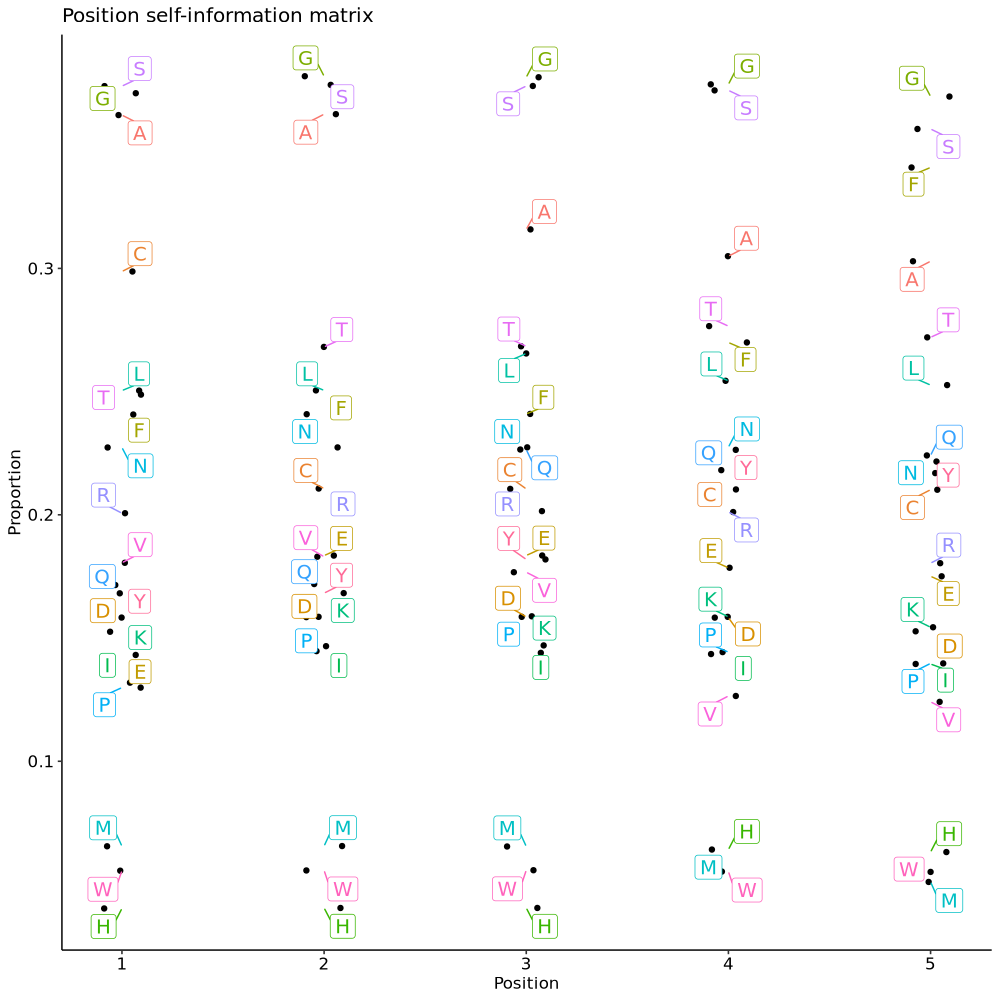 Position self-information matrix
Proportion
0.3
0.2
0.1
S
G
A
C
L
T
F
N
R
V
Q
Y
D
K
I
E
P
M
W
H
G
S
A
T
L
F
N
C
R
V
E
Q
Y
D
K
P
I
M
W
H
G
S
A
T
L
F
N
Q
C
R
Y
E
V
D
K
P
I
M
W
H
G
S
A
T
F
L
N
Q
Y
C
R
E
K
P
D
I
V
H
M
W
G
S
F
A
T
L
Q
N
Y
C
R
E
K
D
P
I
V
H
W
M
1 2 3 4 5
Position